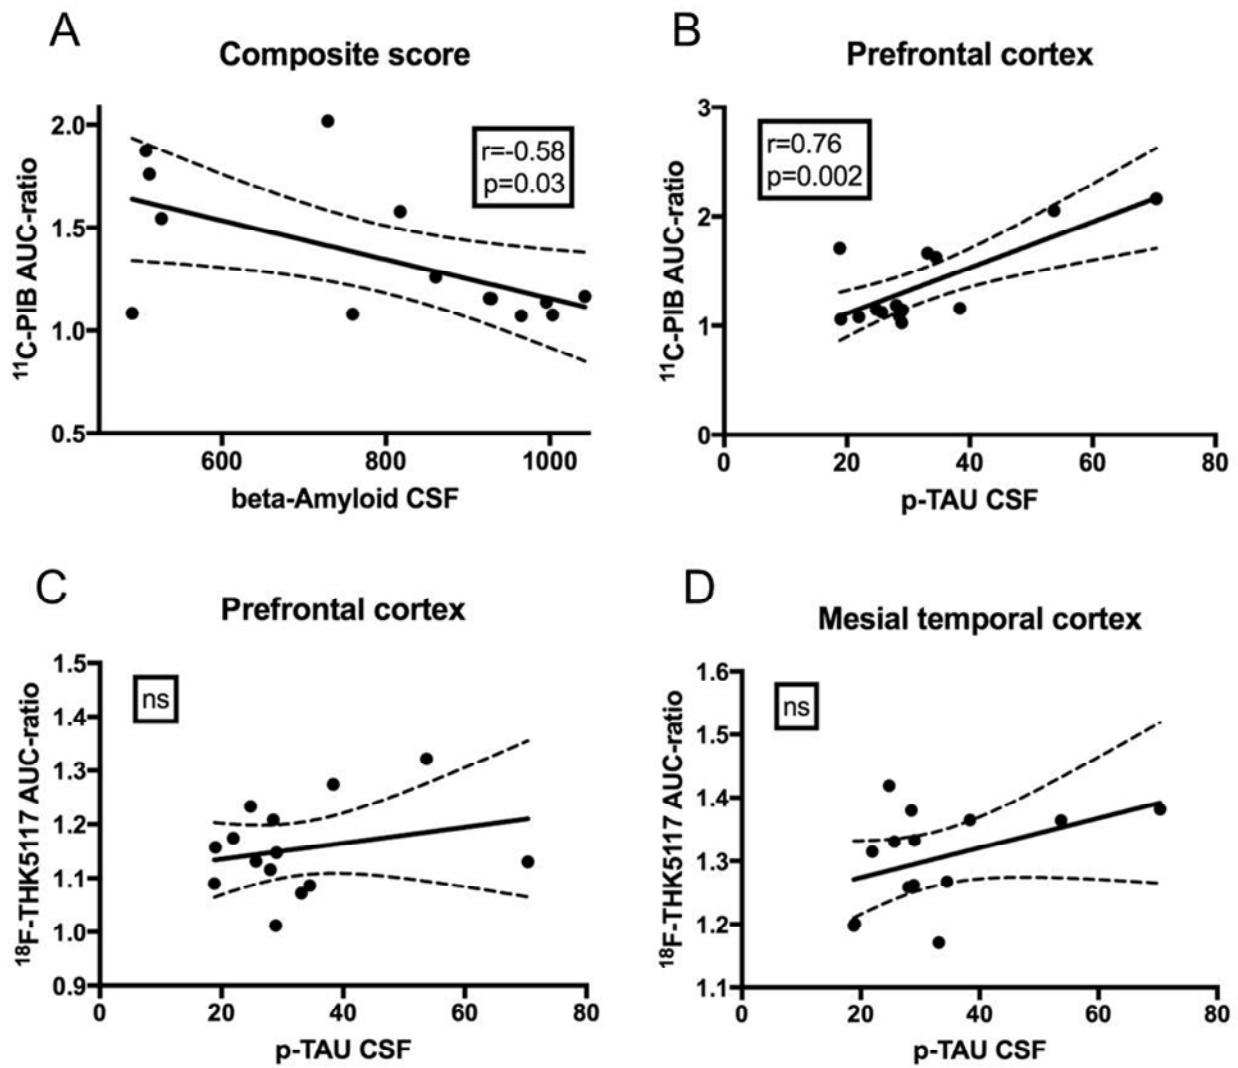 A
Composite score
¹¹C-PIB AUC-ratio
2.0
1.5
1.0
0.5
r=-0.58
p=0.03
600 800 1000
beta-Amyloid CSF
B
Prefrontal cortex
¹¹C-PIB AUC-ratio
3
2
1
0
r=0.76
p=0.002
0 20 40 60 80
p-TAU CSF
C
Prefrontal cortex
¹⁸F-THK5117 AUC-ratio
1.5
1.4
1.3
1.2
1.1
1.0
0.9
ns
0 20 40 60 80
p-TAU CSF
D
Mesial temporal cortex
¹⁸F-THK5117 AUC-ratio
1.6
1.5
1.4
1.3
1.2
1.1
ns
0 20 40 60 80
p-TAU CSF